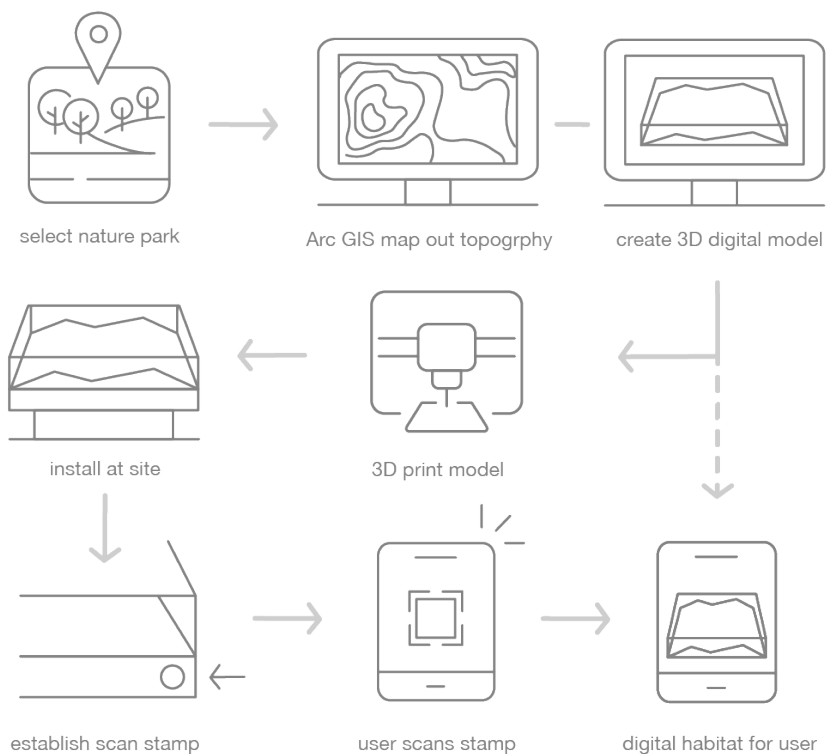 select nature park
Arc GIS map out topogrphy
create 3D digital model
install at site
3D print model
establish scan stamp
user scans stamp
digital habitat for user